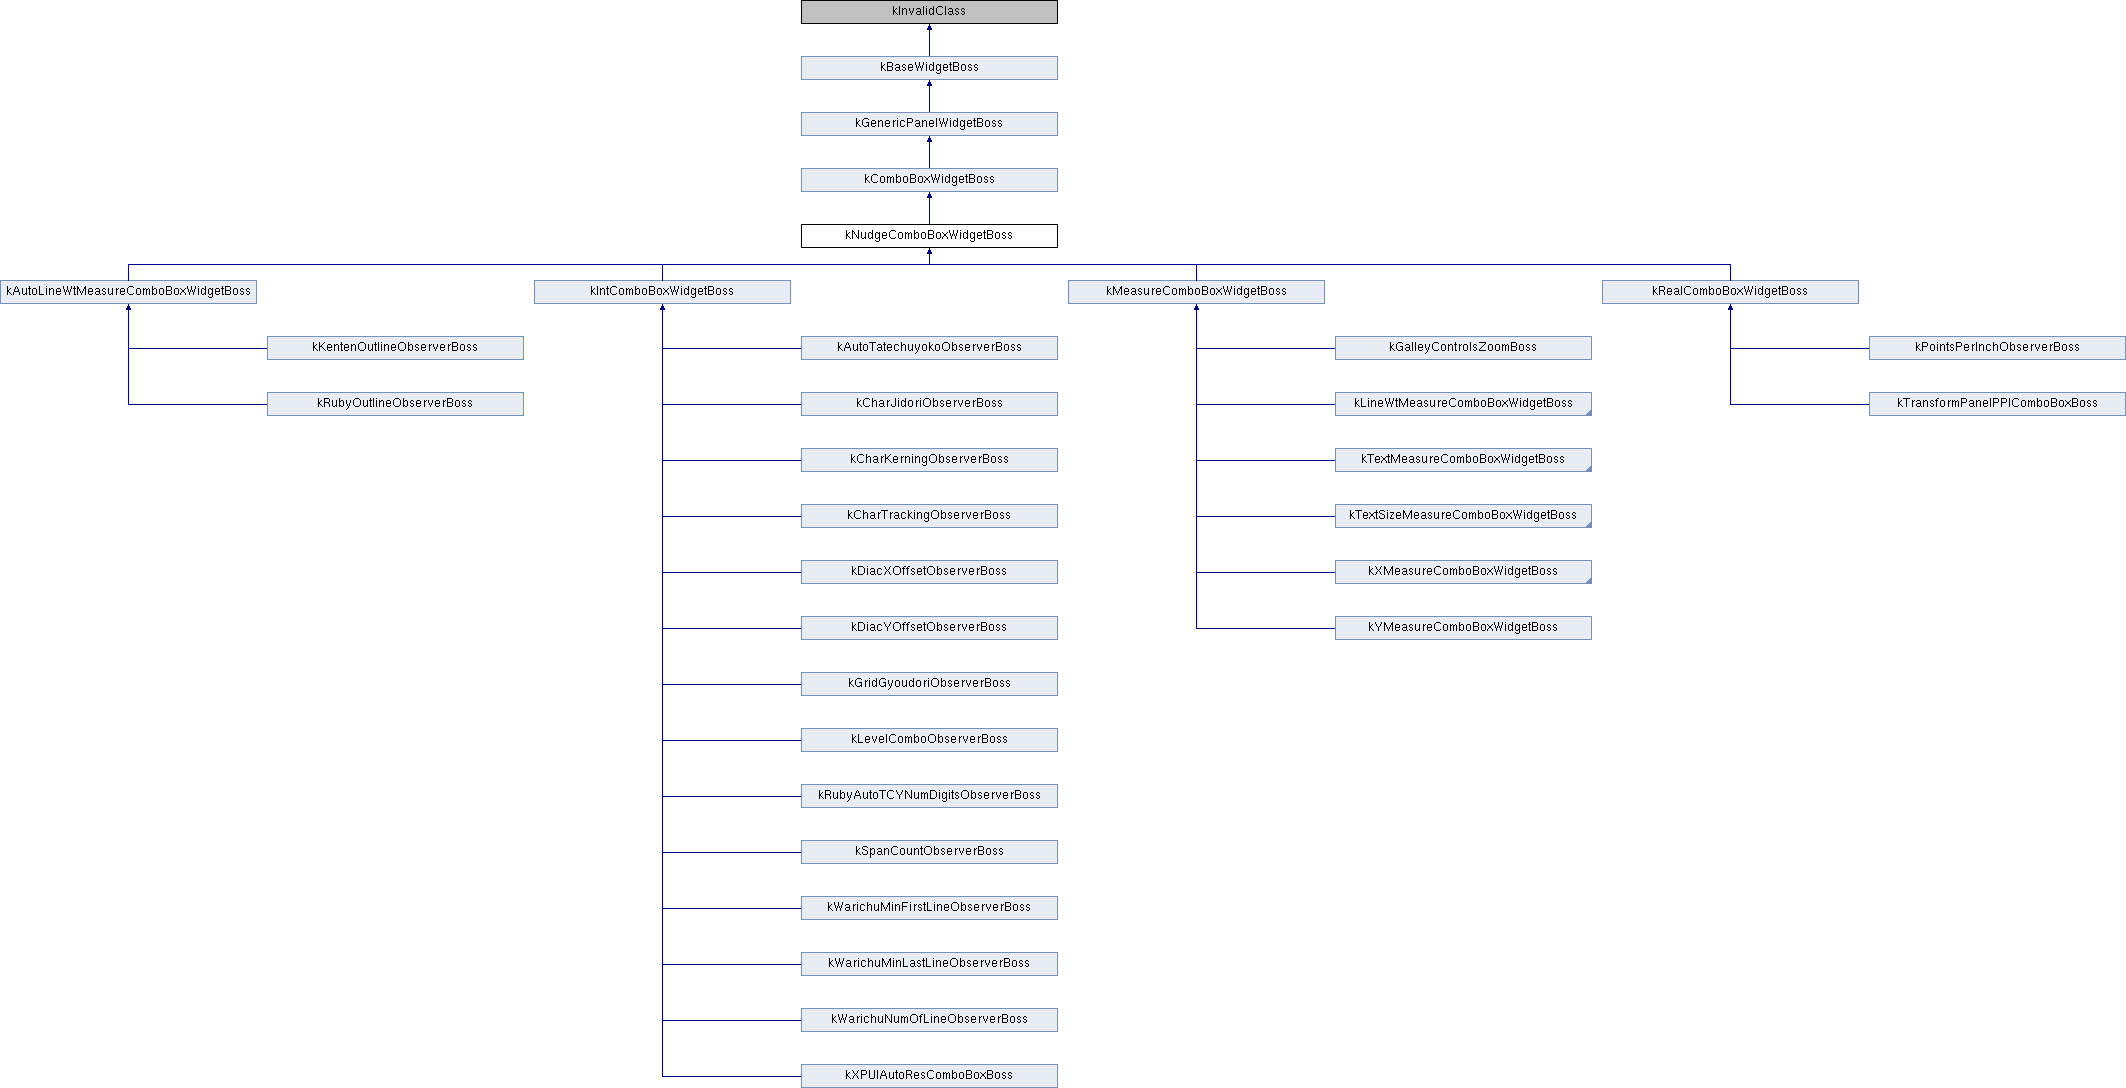 kInvalidClass
kBaseWidgetBoss
kGenericPanelWidgetBoss
kComboBoxWidgetBoss
kNudgeComboBoxWidgetBoss
kAutoLineWtMeasureComboBoxWidgetBoss
kIntComboBoxWidgetBoss
kMeasureComboBoxWidgetBoss
kRealComboBoxWidgetBoss
kKentenOutlineObserverBoss
kAutoTatechuyokoObserverBoss
kGalleyControlsZoomBoss
kPointsPerInchObserverBoss
kRubyOutlineObserverBoss
kCharJidoriObserverBoss
kLineWtMeasureComboBoxWidgetBoss
kTransformPanelPPIComboBoxBoss
kCharKerningObserverBoss
kTextMeasureComboBoxWidgetBoss
kCharTrackingObserverBoss
kTextSizeMeasureComboBoxWidgetBoss
kDiacXOffsetObserverBoss
kXMeasureComboBoxWidgetBoss
kDiacYOffsetObserverBoss
kYMeasureComboBoxWidgetBoss
kGridGyoudoriObserverBoss
kLevelComboObserverBoss
kRubyAutoTCYNumDigitsObserverBoss
kSpanCountObserverBoss
kWarichuMinFirstLineObserverBoss
kWarichuMinLastLineObserverBoss
kWarichuNumOfLineObserverBoss
kXPUIAutoResComboBoxBoss